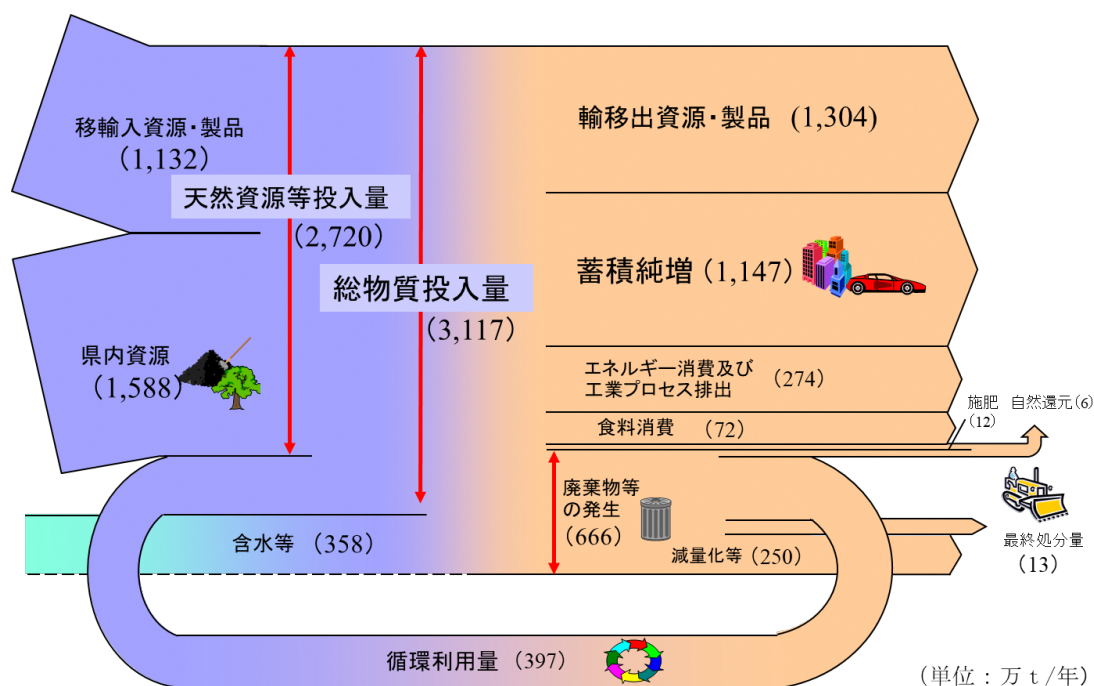 移輸入資源・製品
(1,132)
天然資源等投入量
(2,720)
総物質投入量
(3,117)
県内資源
(1,588)
輸移出資源・製品 (1,304)
蓄積純増 (1,147)
エネルギー消費及び
工業プロセス排出
(274)
食料消費 (72)
施肥 自然還元(6)
(12)
廃棄物等
の発生
(666)
減量化等 (250)
最終処分量
(13)
含水等 (358)
循環利用量 (397)
(単位：万ｔ/年)